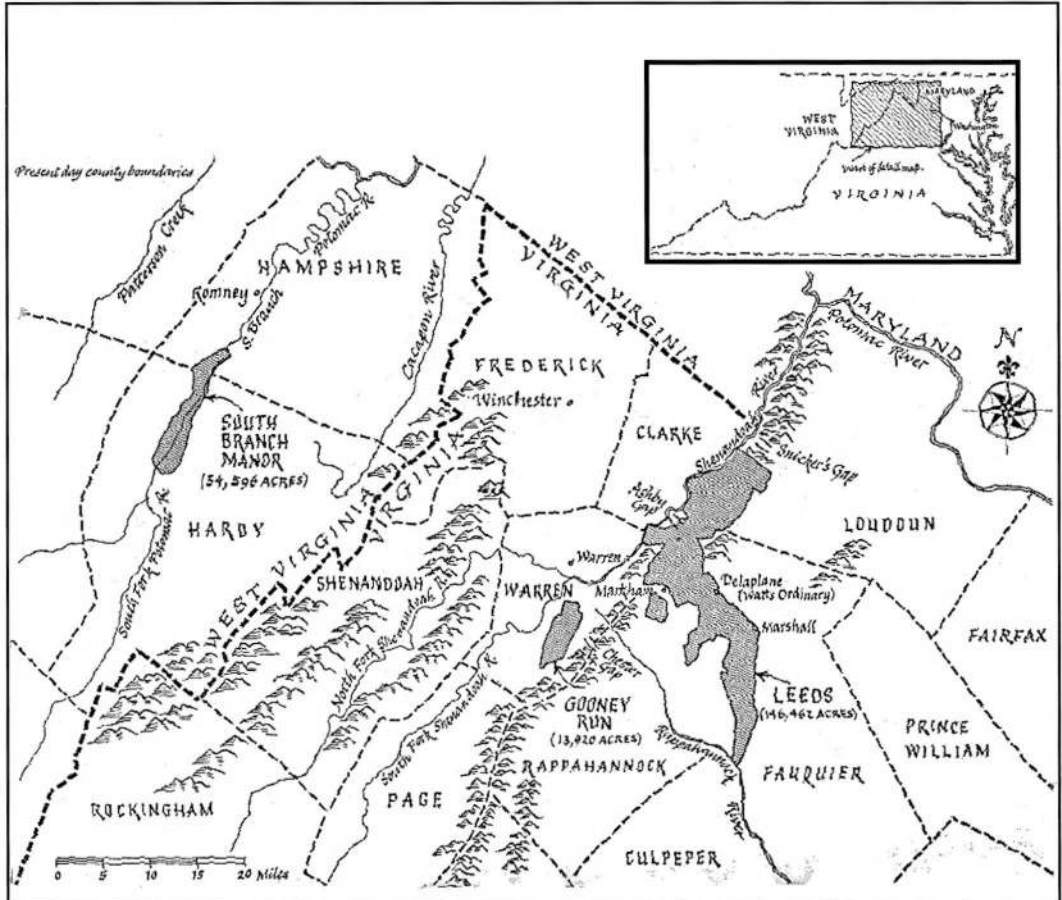 MARYLAND
WEST
VIRGINIA
Washington
VIRGINIA
Present day county boundaries
Patterson Creek
HAMPSHIRE
Romney
S. Branch Potomac R.
Cacapon River
WEST VIRGINIA
VIRGINIA
MARYLAND
Potomac River
N
FREDERICK
Winchester
CLARKE
Shenandoah River
Snicker's Gap
SOUTH
BRANCH
MANOR
(54,596 ACRES)
HARDY
South Fork Potomac R.
WEST VIRGINIA
VIRGINIA
Ashby
Gap
LOUDOUN
SHENANDOAH
North Fork Shenandoah R.
WARREN
Warren
Markham
Delaplane
(Watts Ordinary)
Marshall
FAIRFAX
South Fork Shenandoah R.
Chester
Gap
GOONEY
RUN
(13,920 ACRES)
LEEDS
(146,462 ACRES)
PRINCE
WILLIAM
RAPPAHANNOCK
Rappahannock
River
FAUQUIER
ROCKINGHAM
PAGE
CULPEPER
0 5 10 15 20 Miles